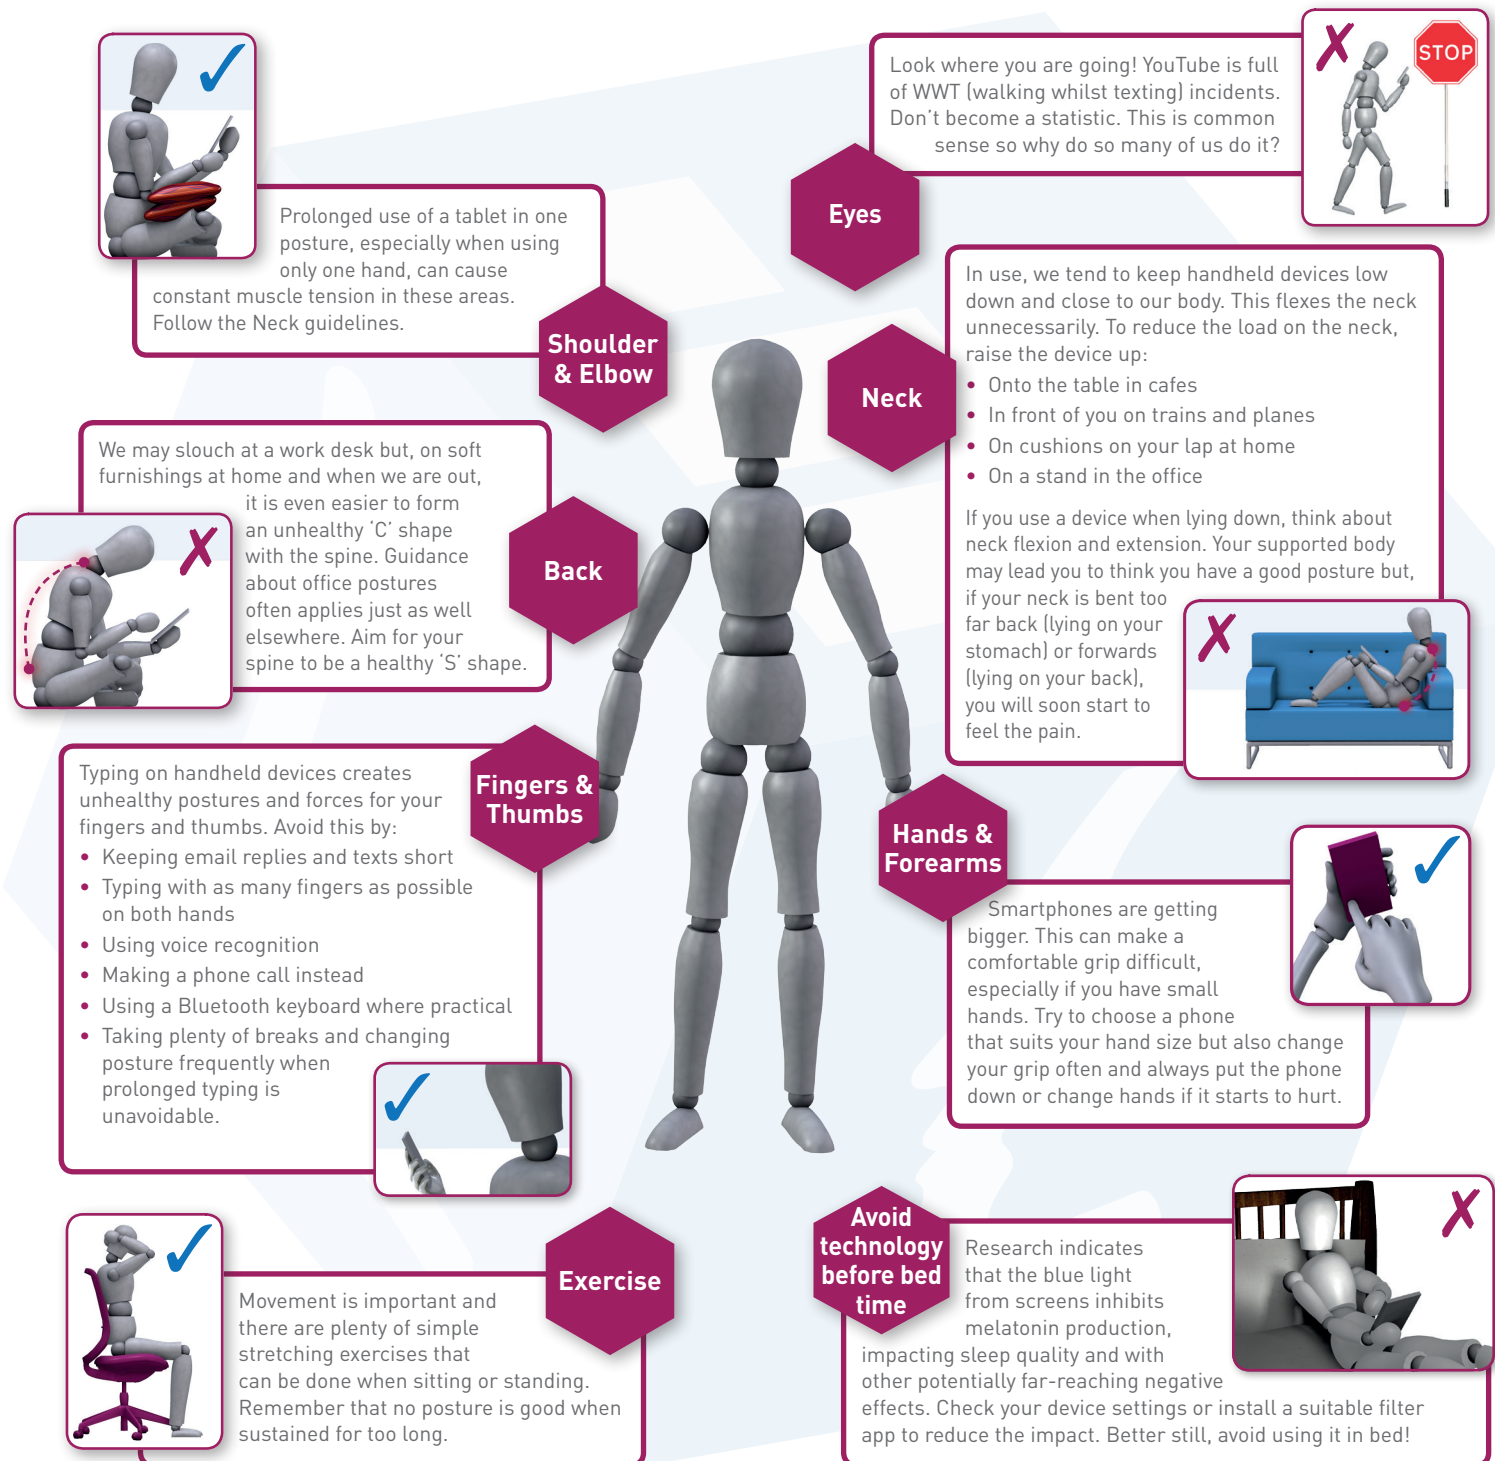 Prolonged use of a tablet in one
posture, especially when using
only one hand, can cause
constant muscle tension in these areas.
Follow the Neck guidelines.
Shoulder
& Elbow
Look where you are going! YouTube is full
of WWT (walking whilst texting) incidents.
Don't become a statistic. This is common
sense so why do so many of us do it?
STOP
Eyes
In use, we tend to keep handheld devices low
down and close to our body. This flexes the neck
unnecessarily. To reduce the load on the neck,
raise the device up:
• Onto the table in cafes
• In front of you on trains and planes
• On cushions on your lap at home
• On a stand in the office
If you use a device when lying down, think about
neck flexion and extension. Your supported body
may lead you to think you have a good posture but,
if your neck is bent too
far back (lying on your
stomach) or forwards
(lying on your back),
you will soon start to
feel the pain.
Neck
We may slouch at a work desk but, on soft
furnishings at home and when we are out,
it is even easier to form
an unhealthy ‘C’ shape
with the spine. Guidance
about office postures
often applies just as well
elsewhere. Aim for your
spine to be a healthy ‘S’ shape.
Back
Fingers &
Thumbs
Typing on handheld devices creates
unhealthy postures and forces for your
fingers and thumbs. Avoid this by:
• Keeping email replies and texts short
• Typing with as many fingers as possible
on both hands
• Using voice recognition
• Making a phone call instead
• Using a Bluetooth keyboard where practical
• Taking plenty of breaks and changing
posture frequently when
prolonged typing is
unavoidable.
Hands &
Forearms
Smartphones are getting
bigger. This can make a
comfortable grip difficult,
especially if you have small
hands. Try to choose a phone
that suits your hand size but also change
your grip often and always put the phone
down or change hands if it starts to hurt.
Exercise
Movement is important and
there are plenty of simple
stretching exercises that
can be done when sitting or standing.
Remember that no posture is good when
sustained for too long.
Avoid
technology
before bed
time
Research indicates
that the blue light
from screens inhibits
melatonin production,
impacting sleep quality and with
other potentially far-reaching negative
effects. Check your device settings or install a suitable filter
app to reduce the impact. Better still, avoid using it in bed!